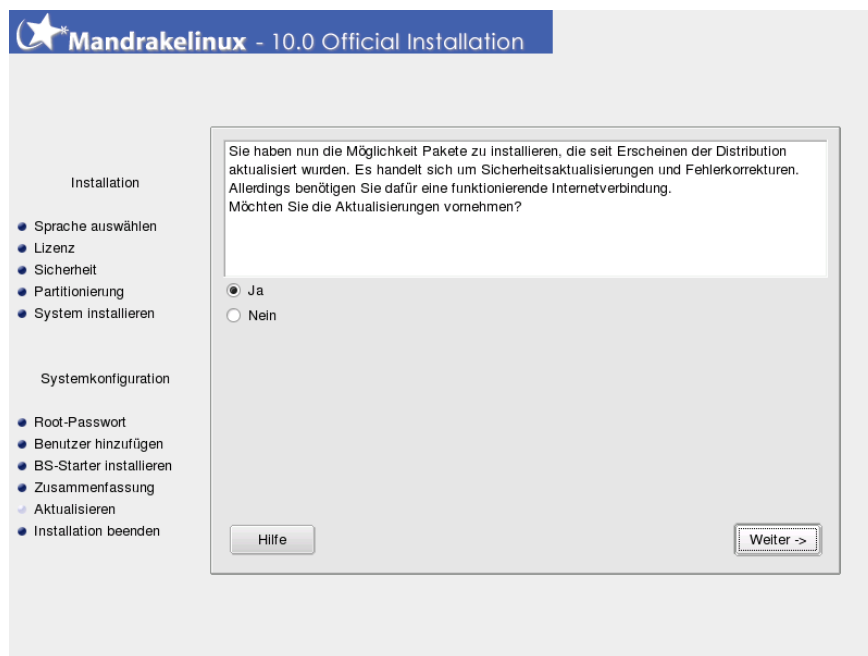 Mandrakelinux - 10.0 Official Installation
Installation
Sprache auswählen
Lizenz
Sicherheit
Partitionierung
System installieren
Systemkonfiguration
Root-Passwort
Benutzer hinzufügen
BS-Starter installieren
Zusammenfassung
Aktualisieren
Installation beenden
Sie haben nun die Möglichkeit Pakete zu installieren, die seit Erscheinen der Distribution
aktualisiert wurden. Es handelt sich um Sicherheitsaktualisierungen und Fehlerkorrekturen.
Allerdings benötigen Sie dafür eine funktionierende Internetverbindung.
Möchten Sie die Aktualisierungen vornehmen?
Ja
Nein
Hilfe
Weiter ->